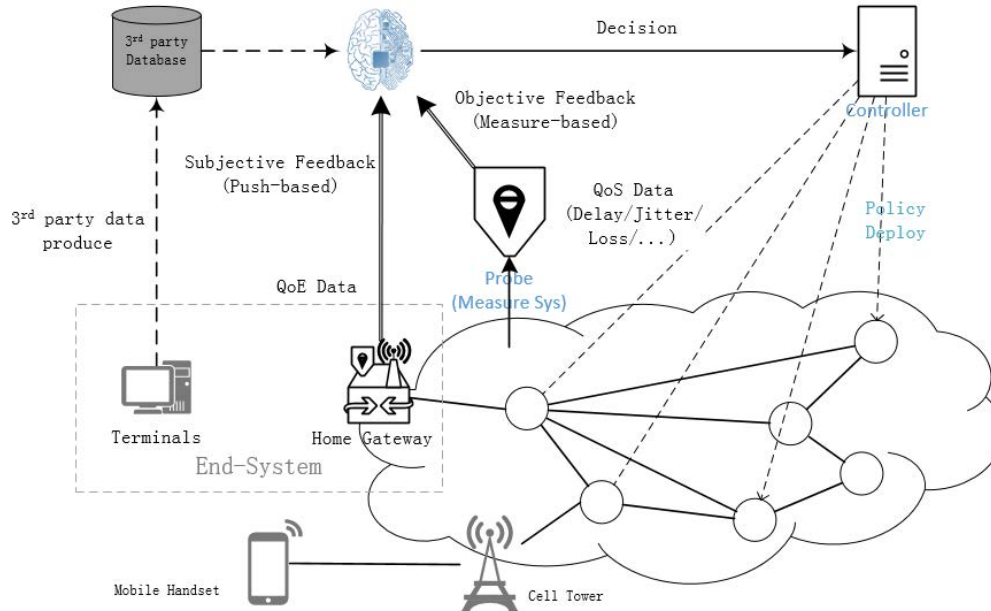 3rd party
Database
Decision
Objective Feedback
(Measure-based)
Controller
Subjective Feedback
(Push-based)
QoS Data
(Delay/Jitter/
Loss/...)
3rd party data
produce
Policy
Deploy
QoE Data
Probe
(Measure Sys)
Terminals
Home Gateway
End-System
Mobile Handset
Cell Tower